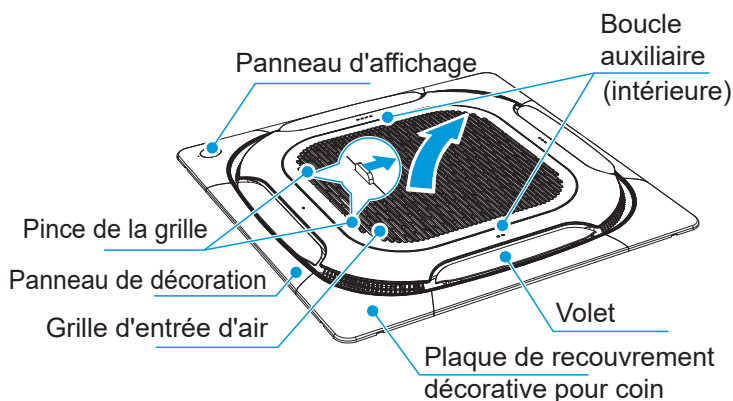 Boucle
auxiliaire
(intérieure)
Panneau d'affichage
Pince de la grille
Panneau de décoration
Grille d'entrée d'air
Volet
Plaque de recouvrement
décorative pour coin